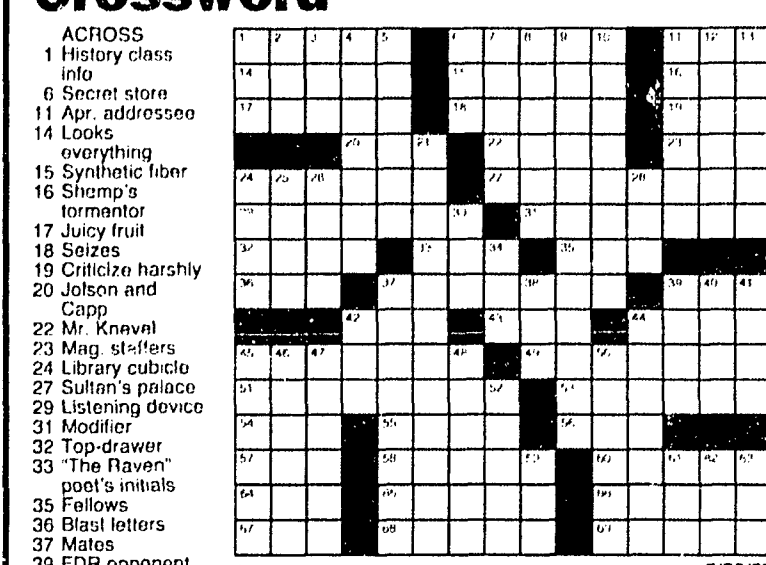 Crossword
ACROSS
1 History class
info
6 Secret store
11 Apr. addressee
14 Looks
everything
15 Synthetic fiber
16 Shemp's
tormentor
17 Juicy fruit
18 Seizes
19 Criticize harshly
20 Jolson and
Capp
22 Mr. Knevel
23 Mag. staffers
24 Library cubicle
27 Sultan's palace
29 Listening device
31 Modifier
32 Top-drawer
33 "The Raven"
poet's initials
35 Fellows
36 Blast letters
37 Mates
39 FDR opponent
1 2 3 4 5 6 7 8 9 10 11 12 13
14 15 16
17 18 19
20 21 22 23
24 25 26 27 28
29 30 31
32 33 34 35
36 37 38 39 40 41
42 43 44
45 46 47 48 49 50
51 52 53
54 55 56
57 58 59 60 61 62 63
64 65 66
67 68 69